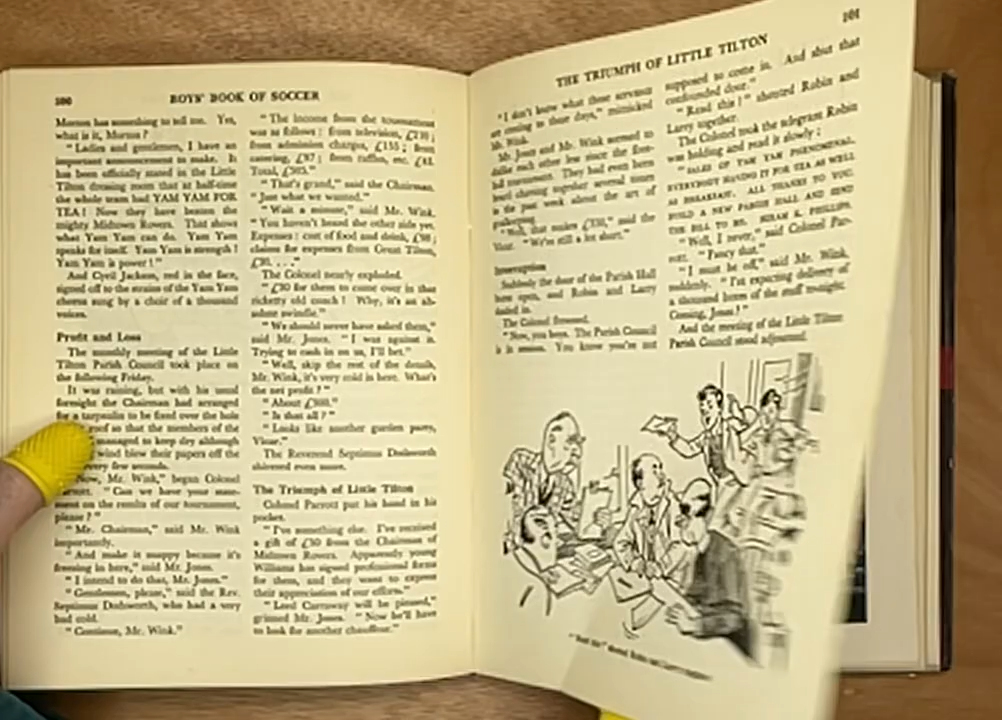 100
BOYS' BOOK OF SOCCER
Morton has something to tell me. Yes,
what is it, Morton?
"Ladies and gentlemen, I have an
important announcement to make. It
has been officially stated in the Little
Tilton dressing room that at half-time
the whole team had YAM YAM FOR
TEA! Now they have beaten the
mighty Midtown Rovers. That shows
what Yam Yam can do. Yam Yam
speaks for itself. Yam Yam is strength!
Yam Yam is power!"
And Cyril Jackson, red in the face,
signed off to the strains of the Yam Yam
chorus sung by a choir of a thousand
voices.
Profit and Loss
The monthly meeting of the Little
Tilton Parish Council took place on
the following Friday.
It was raining, but with his usual
foresight the Chairman had arranged
for a tarpaulin to be fixed over the hole
roof so that the members of the
managed to keep dry although
wind blew their papers off the
every few seconds.
"Now, Mr. Wink," began Colonel
Parrott. "Can we have your state-
ment on the results of our tournament,
please?"
"Mr. Chairman," said Mr. Wink
importantly.
"And make it snappy because it's
freezing in here," said Mr. Jones.
"I intend to do that, Mr. Jones."
"Gentlemen, please," said the Rev.
Septimus Dodsworth, who had a very
bad cold.
"Continue, Mr. Wink."
"The income from the tournament
was as follows: from television,
from admission charges, £155; from
catering, £97; from raffles, etc.
Total,
"That's grand," said the Chairman.
"Just what we wanted."
"Wait a minute," said Mr. Wink.
"You haven't heard the other side yet.
Expenses: cost of food and drink,
claims for expenses from Great Tilton,
£30. . . ."
The Colonel nearly exploded.
"£30 for them to come over in that
ricketty old coach! Why, it's an ab-
solute swindle."
"We should never have asked them,"
said Mr. Jones. "I was against it.
Trying to cash in on us, I'll bet."
"Well, skip the rest of the details,
Mr. Wink, it's very cold in here. What's
the net profit?"
"About £300."
"Is that all?"
"Looks like another garden party,
Vicar."
The Reverend Septimus Dodsworth
shivered even more.
The Triumph of Little Tilton
Colonel Parrott put his hand in his
pocket.
"I've something else. I've received
a gift of £50 from the Chairman of
Midtown Rovers. Apparently young
Williams has signed professional forms
for them, and they want to express
their appreciation of our efforts."
"Lord Carraway will be pleased,"
grinned Mr. Jones. "Now he'll have
to look for another chauffeur."
THE TRIUMPH OF LITTLE TILTON
101
"I don't know what these servants
are coming to these days," mimicked
Mr. Wink.
Mr. Jones and Mr. Wink seemed to
dislike each other less since the foot-
ball tournament. They had even been
heard chatting together several times
in the past week about the art of
goalkeeping.
"Well, that makes £350," said the
Vicar. "We're still a lot short."
Interruption
Suddenly the door of the Parish Hall
burst open, and Robin and Larry
dashed in.
The Colonel frowned.
"Now, you boys. The Parish Council
is in session. You know you're not
supposed to come in. And shut that
confounded door."
"Read this!" shouted Robin and
Larry together.
The Colonel took the telegram Robin
was holding and read it slowly:
"SALES OF YAM YAM PHENOMENAL.
EVERYBODY HAVING IT FOR TEA AS WELL
AS BREAKFAST. ALL THANKS TO YOU.
BUILD A NEW PARISH HALL AND SEND
THE BILL TO ME. HIRAM K. PHILLIPS.
"Well, I never," said Colonel Par-
rott. "Fancy that."
"I must be off," said Mr. Wink,
suddenly. "I'm expecting delivery of
a thousand boxes of the stuff tonight.
Coming, Jones?"
And the meeting of the Little Tilton
Parish Council stood adjourned.
"Read this!" shouted Robin and Larry together.